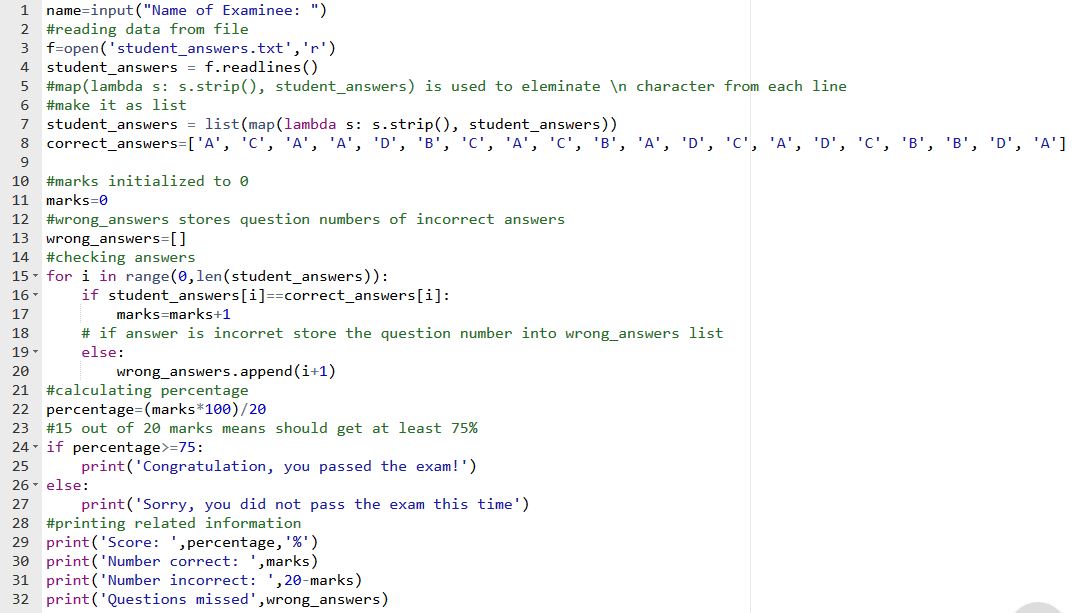 1 name=input("Name of Examinee: ")
2 #reading data from file
3 f=open('student_answers.txt','r')
4 student_answers = f.readlines()
5 #map(lambda s: s.strip(), student_answers) is used to eleminate \n character from each line
6 #make it as list
7 student_answers = list(map(lambda s: s.strip(), student_answers))
8 correct_answers=['A', 'C', 'A', 'A', 'D', 'B', 'C', 'A', 'C', 'B', 'A', 'D', 'C', 'A', 'D', 'C', 'B', 'B', 'D', 'A']
9
10 #marks initialized to 0
11 marks=0
12 #wrong_answers stores question numbers of incorrect answers
13 wrong_answers=[]
14 #checking answers
15 for i in range(0,len(student_answers)):
16     if student_answers[i]==correct_answers[i]:
17         marks=marks+1
18     # if answer is incorret store the question number into wrong_answers list
19     else:
20         wrong_answers.append(i+1)
21 #calculating percentage
22 percentage=(marks*100)/20
23 #15 out of 20 marks means should get at least 75%
24 if percentage>=75:
25     print('Congratulation, you passed the exam!')
26 else:
27     print('Sorry, you did not pass the exam this time')
28 #printing related information
29 print('Score: ',percentage,'%')
30 print('Number correct: ',marks)
31 print('Number incorrect: ',20-marks)
32 print('Questions missed',wrong_answers)